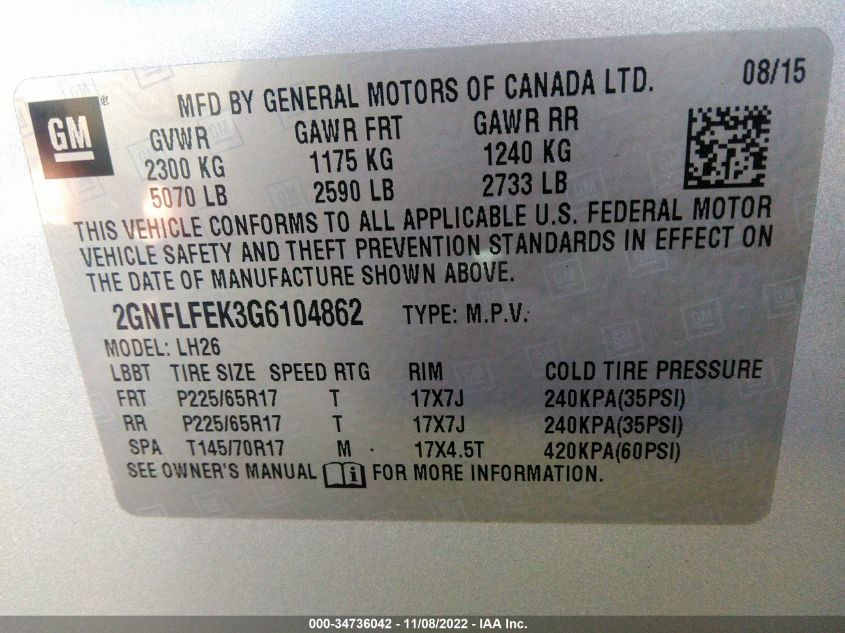 08/15
GM ®
MFD BY GENERAL MOTORS OF CANADA LTD.
GVWR GAWR FRT GAWR RR
2300 KG 1175 KG 1240 KG
5070 LB 2590 LB 2733 LB
THIS VEHICLE CONFORMS TO ALL APPLICABLE U.S. FEDERAL MOTOR
VEHICLE SAFETY AND THEFT PREVENTION STANDARDS IN EFFECT ON
THE DATE OF MANUFACTURE SHOWN ABOVE.
2GNFLFEK3G6104862 TYPE: M.P.V.
MODEL: LH26
LBBT TIRE SIZE SPEED RTG RIM COLD TIRE PRESSURE
FRT P225/65R17 T 17X7J 240KPA(35PSI)
RR P225/65R17 T 17X7J 240KPA(35PSI)
SPA T145/70R17 M 17X4.5T 420KPA(60PSI)
SEE OWNER'S MANUAL FOR MORE INFORMATION.
000-34736042 - 11/08/2022 - IAA Inc.